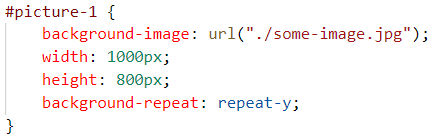 #picture-1 {
    background-image: url("./some-image.jpg");
    width: 1000px;
    height: 800px;
    background-repeat: repeat-y;
}